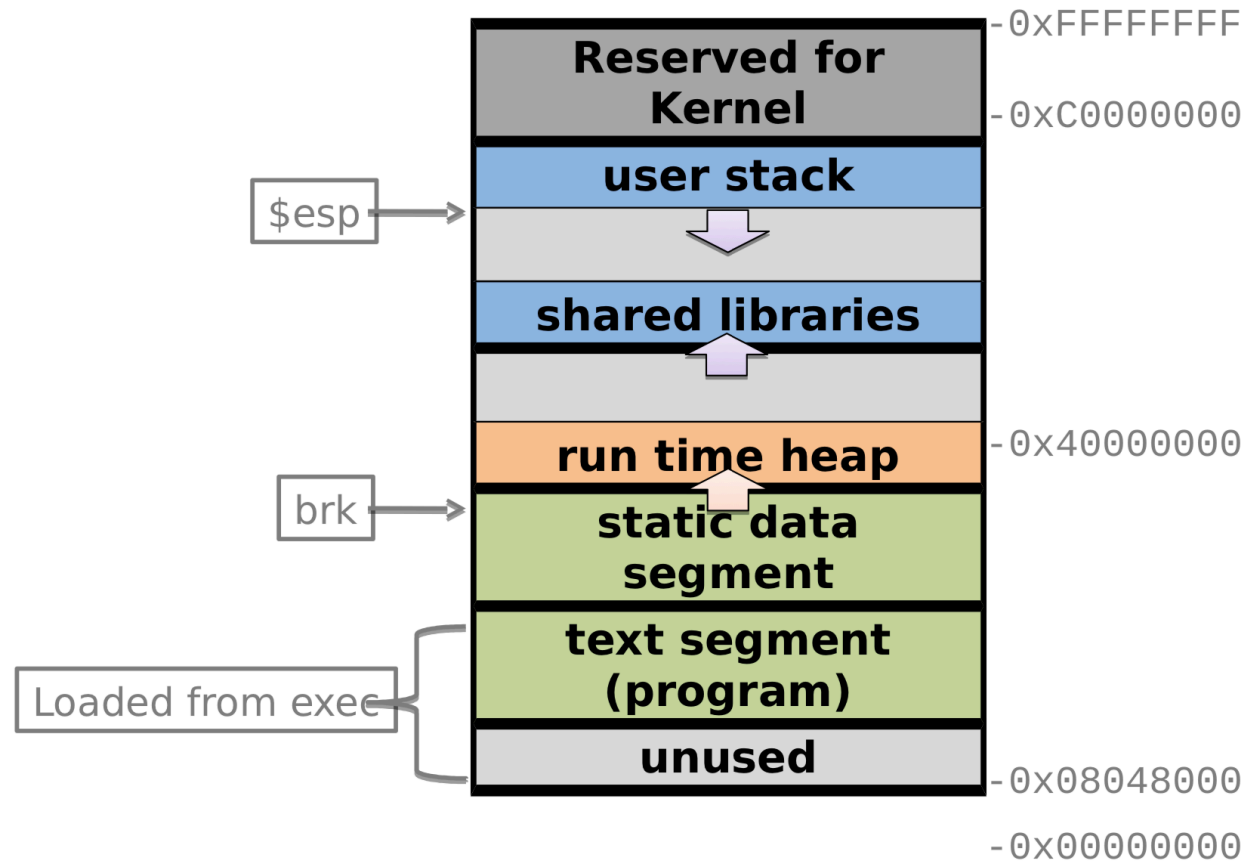 -0xFFFFFFFF
Reserved for
Kernel
-0xC0000000
user stack
$esp
shared libraries
-0x40000000
run time heap
brk
static data
segment
text segment
(program)
Loaded from exec
unused
-0x08048000
-0x00000000